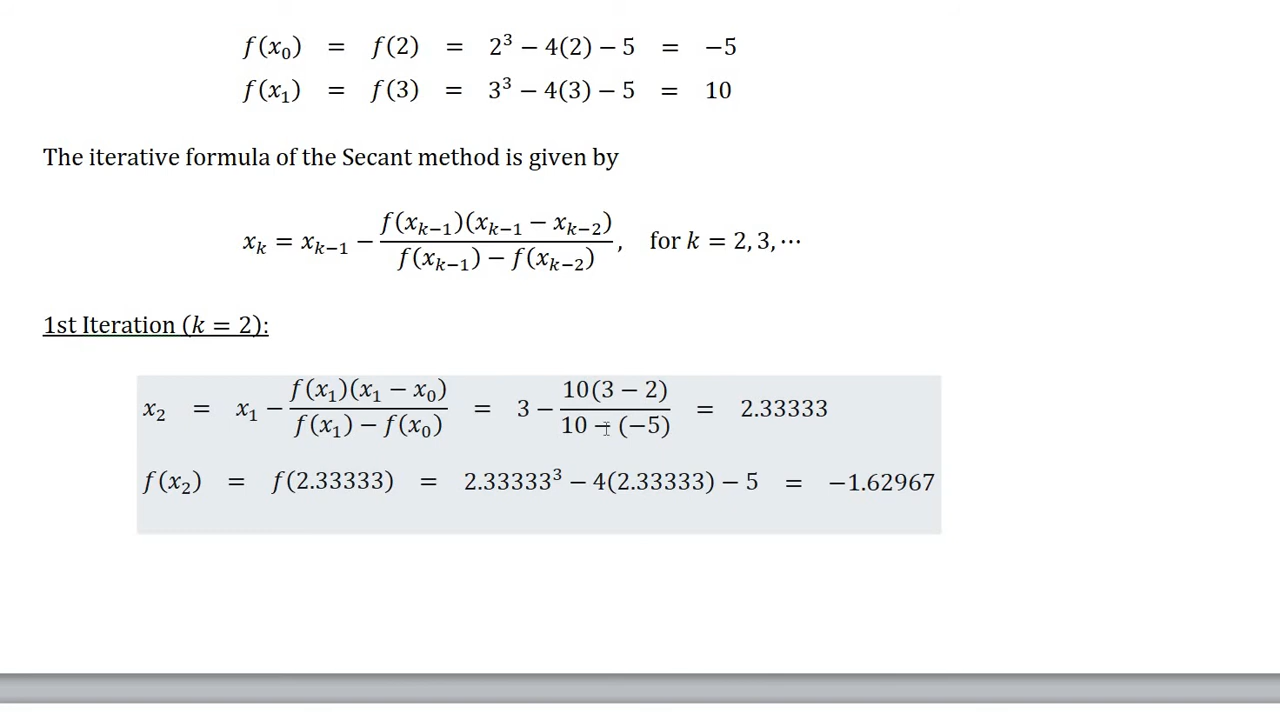 f(x₀) = f(2) = 2³ − 4(2) − 5 = −5
f(x₁) = f(3) = 3³ − 4(3) − 5 = 10
The iterative formula of the Secant method is given by
xₖ = xₖ₋₁ − f(xₖ₋₁)(xₖ₋₁ − xₖ₋₂) / f(xₖ₋₁) − f(xₖ₋₂), for k = 2, 3, ⋯
1st Iteration (k = 2):
x₂ = x₁ − f(x₁)(x₁ − x₀) / f(x₁) − f(x₀) = 3 − 10(3 − 2) / 10 − (−5) = 2.33333
f(x₂) = f(2.33333) = 2.33333³ − 4(2.33333) − 5 = −1.62967